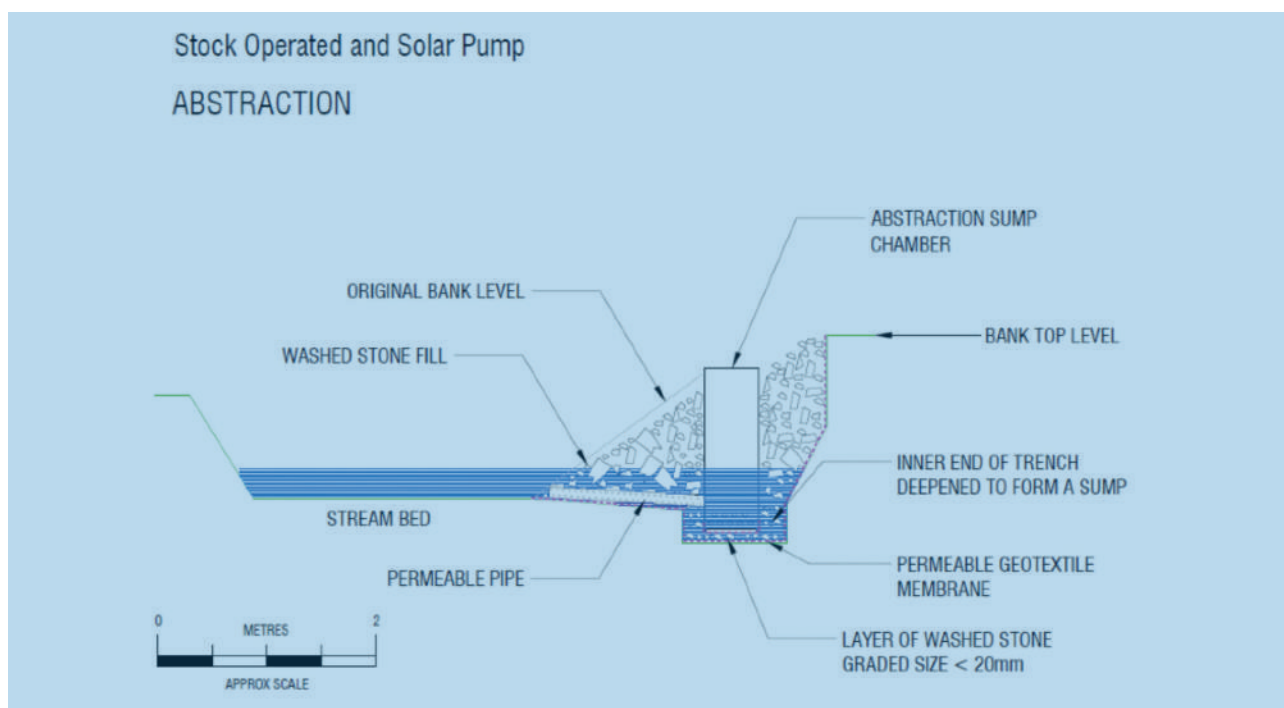 Stock Operated and Solar Pump
ABSTRACTION
ABSTRACTION SUMP
CHAMBER
ORIGINAL BANK LEVEL
BANK TOP LEVEL
WASHED STONE FILL
INNER END OF TRENCH
DEEPENED TO FORM A SUMP
STREAM BED
PERMEABLE PIPE
PERMEABLE GEOTEXTILE
MEMBRANE
0
METRES
2
LAYER OF WASHED STONE
GRADED SIZE < 20mm
APPROX SCALE